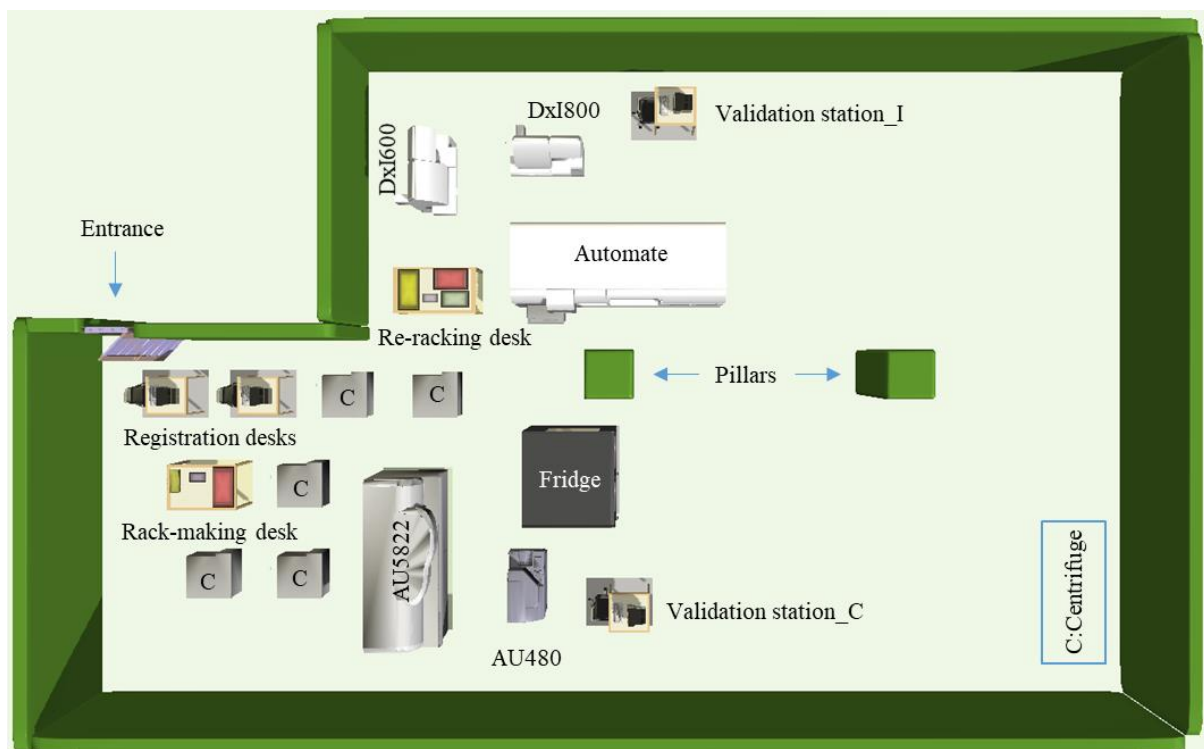 DxI800
Validation station_I
DxI600
Entrance
Automate
Re-racking desk
Pillars
C
C
Registration desks
Fridge
C
Rack-making desk
AU5822
C:Centrifuge
C
C
Validation station_C
AU480